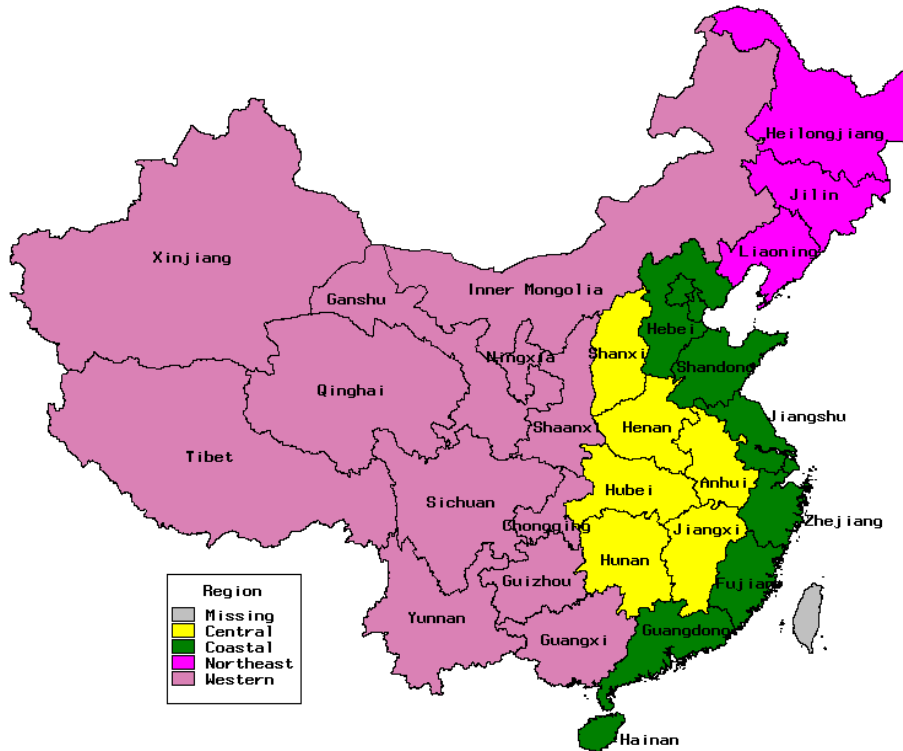 Heilongjiang
Jilin
Liaoning
Xinjiang
Inner Mongolia
Ganshu
Hebei
Ningxia
Shanxi
Shandong
Qinghai
Jiangshu
Shaanxi
Henan
Tibet
Anhui
Hubei
Sichuan
Zhejiang
Chongqing
Jiangxi
Hunan
Guizhou
Fujian
Yunnan
Guangdong
Guangxi
Hainan
Region
Missing
Central
Coastal
Northeast
Western